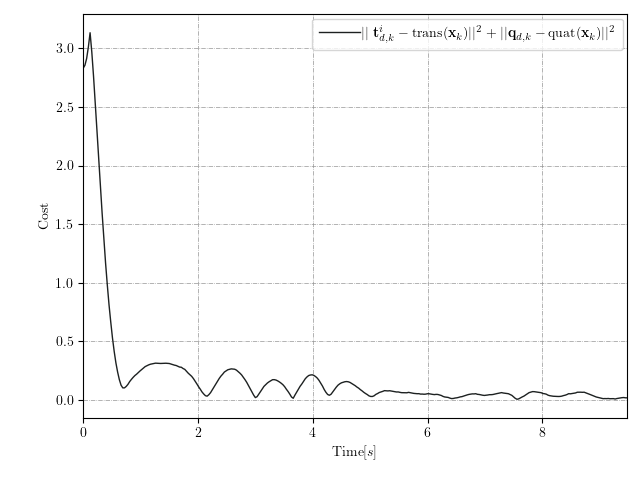 || t^i_{d,k} − trans(x_k)||^2 + ||q_{d,k} − quat(x_k)||^2
3.0
2.5
2.0
1.5
1.0
0.5
0.0
Cost
0 2 4 6 8
Time[s]